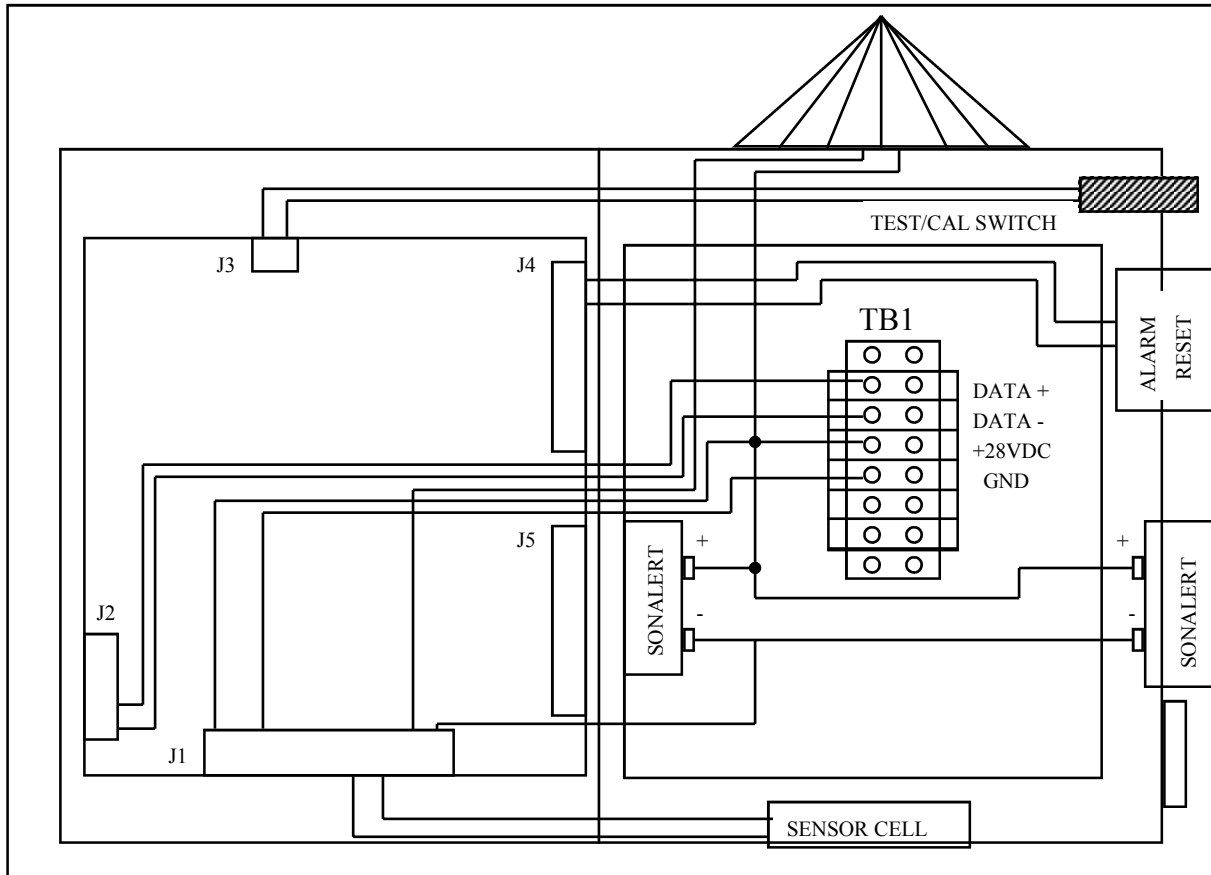 TEST/CAL SWITCH
J3
J4
ALARM
RESET
TB1
DATA +
DATA -
+28VDC
GND
J5
+
-
SONALERT
+
-
SONALERT
J2
J1
SENSOR CELL